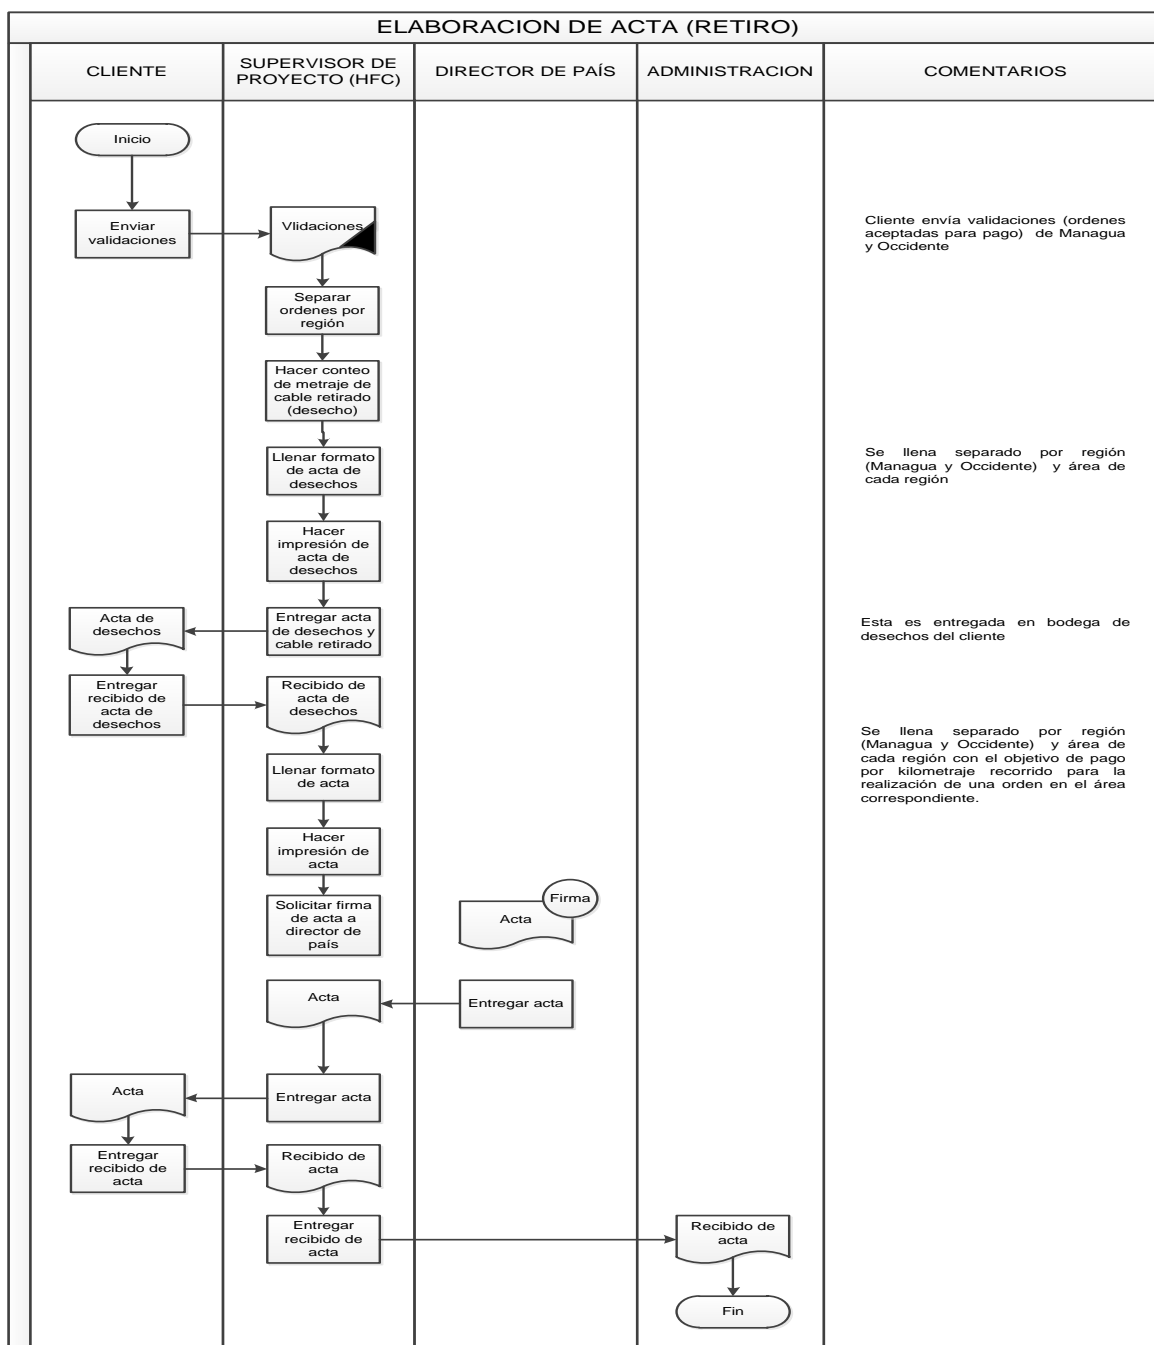 ELABORACION DE ACTA (RETIRO)
CLIENTE
SUPERVISOR DE
PROYECTO (HFC)
DIRECTOR DE PAÍS
ADMINISTRACION
COMENTARIOS
Inicio
Enviar
validaciones
Vlidaciones
Cliente envía validaciones (ordenes
aceptadas para pago) de Managua
y Occidente
Separar
ordenes por
región
Hacer conteo
de metraje de
cable retirado
(desecho)
Llenar formato
de acta de
desechos
Se llena separado por región
(Managua y Occidente) y área de
cada región
Hacer
impresión de
acta de
desechos
Acta de
desechos
Entregar acta
de desechos y
cable retirado
Esta es entregada en bodega de
desechos del cliente
Entregar
recibido de
acta de
desechos
Recibido de
acta de
desechos
Se llena separado por región
(Managua y Occidente) y área de
cada región con el objetivo de pago
por kilometraje recorrido para la
realización de una orden en el área
correspondiente.
Llenar formato
de acta
Hacer
impresión de
acta
Solicitar firma
de acta a
director de
país
Firma
Acta
Acta
Entregar acta
Acta
Entregar acta
Entregar
recibido de
acta
Recibido de
acta
Entregar
recibido de
acta
Recibido de
acta
Fin